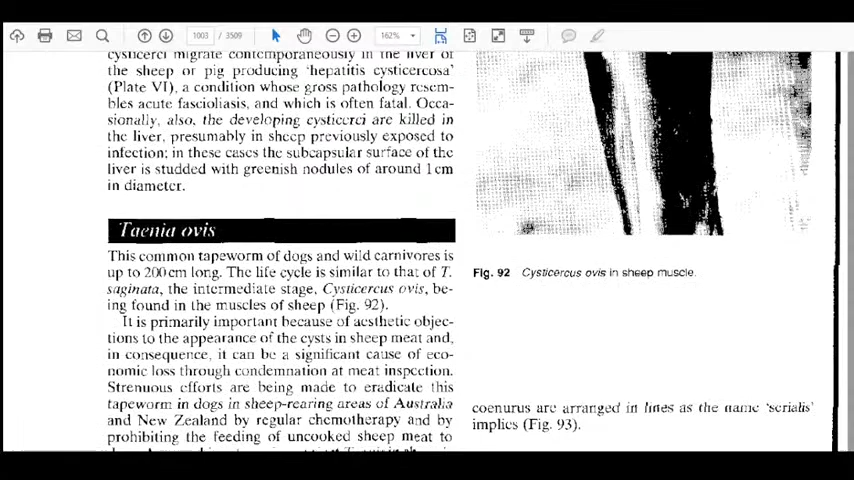 1003 / 3509
162%
cysticerci migrate contemporaneously in the liver of
the sheep or pig producing 'hepatitis cysticercosa'
(Plate VI), a condition whose gross pathology resem-
bles acute fascioliasis, and which is often fatal. Occa-
sionally, also, the developing cysticerci are killed in
the liver, presumably in sheep previously exposed to
infection; in these cases the subcapsular surface of the
liver is studded with greenish nodules of around 1 cm
in diameter.
Taenia ovis
This common tapeworm of dogs and wild carnivores is
up to 200 cm long. The life cycle is similar to that of T.
saginata, the intermediate stage, Cysticercus ovis, be-
ing found in the muscles of sheep (Fig. 92).
It is primarily important because of aesthetic objec-
tions to the appearance of the cysts in sheep meat and,
in consequence, it can be a significant cause of eco-
nomic loss through condemnation at meat inspection.
Strenuous efforts are being made to eradicate this
tapeworm in dogs in sheep-rearing areas of Australia
and New Zealand by regular chemotherapy and by
prohibiting the feeding of uncooked sheep meat to
Fig. 92 Cysticercus ovis in sheep muscle.
coenurus are arranged in lines as the name 'serialis'
implies (Fig. 93).